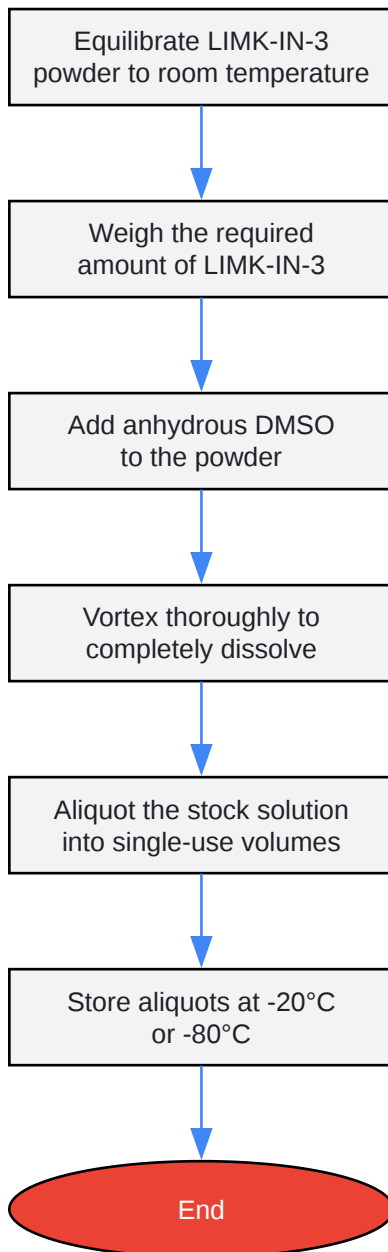 Equilibrate LIMK-IN-3
powder to room temperature
Weigh the required
amount of LIMK-IN-3
Add anhydrous DMSO
to the powder
Vortex thoroughly to
completely dissolve
Aliquot the stock solution
into single-use volumes
Store aliquots at -20°C
or -80°C
End